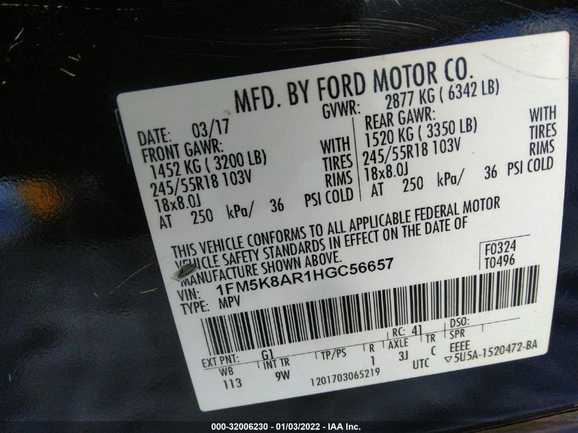 MFD. BY FORD MOTOR CO.
DATE: 03/17 GVWR: 2877 KG ( 6342 LB)
FRONT GAWR: REAR GAWR:
1452 KG ( 3200 LB) WITH 1520 KG ( 3350 LB) WITH
245/55R18 103V TIRES 245/55R18 103V TIRES
18x8.0J RIMS 18x8.0J RIMS
AT 250 kPa/ 36 PSI COLD AT 250 kPa/ 36 PSI COLD
THIS VEHICLE CONFORMS TO ALL APPLICABLE FEDERAL MOTOR
VEHICLE SAFETY STANDARDS IN EFFECT ON THE DATE OF
MANUFACTURE SHOWN ABOVE.
VIN: 1FM5K8AR1HGC56657 F0324
TYPE: MPV T0496
EXT PNT: G1 RC: 41 DSO:
WB INT TR TP/PS R AXLE TR SPR
113 9W 1 3J C EEEE
1201703065219 UTC ▽5U5A-1520472-BA
000-32006230 - 01/03/2022 - IAA Inc.